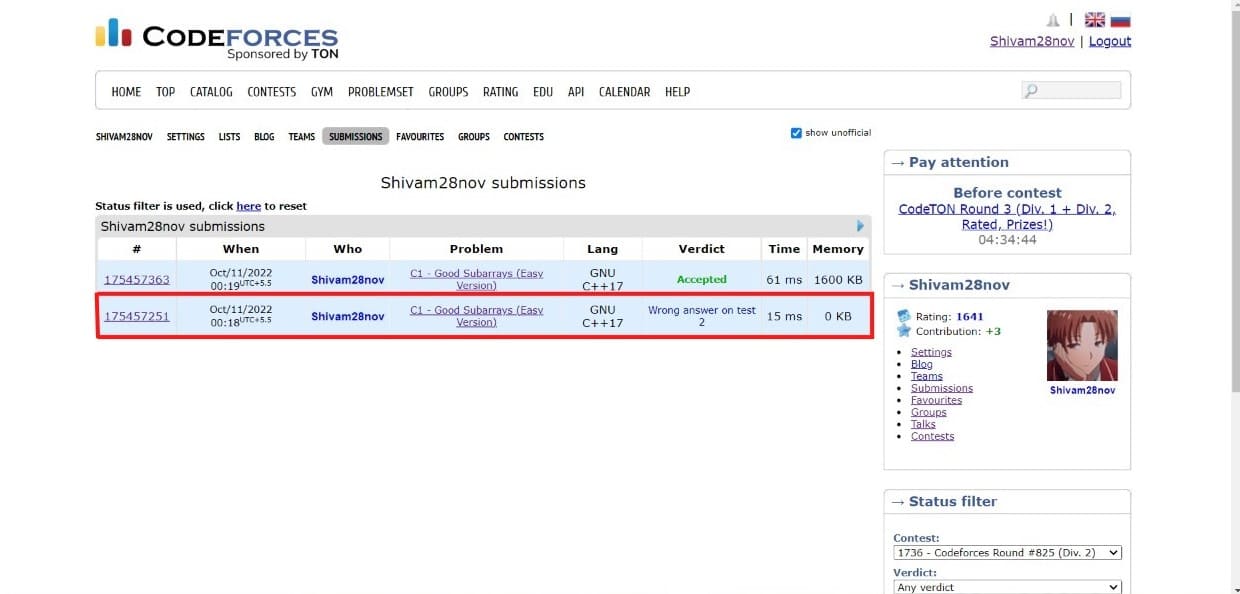 CODEFORCES
Sponsored by TON
|
Shivam28nov | Logout
HOME TOP CATALOG CONTESTS GYM PROBLEMSET GROUPS RATING EDU API CALENDAR HELP
SHIVAM28NOV SETTINGS LISTS BLOG TEAMS SUBMISSIONS FAVOURITES GROUPS CONTESTS
show unofficial
Shivam28nov submissions
Status filter is used, click here to reset
Shivam28nov submissions
# When Who Problem Lang Verdict Time Memory
175457363 Oct/11/2022 00:19UTC+5.5 Shivam28nov C1 - Good Subarrays (Easy Version) GNU C++17 Accepted 61 ms 1600 KB
175457251 Oct/11/2022 00:18UTC+5.5 Shivam28nov C1 - Good Subarrays (Easy Version) GNU C++17 Wrong answer on test 2 15 ms 0 KB
→ Pay attention
Before contest
CodeTON Round 3 (Div. 1 + Div. 2,
Rated, Prizes!)
04:34:44
→ Shivam28nov
Rating: 1641
Contribution: +3
Settings
Blog
Teams
Submissions
Favourites
Groups
Talks
Contests
Shivam28nov
→ Status filter
Contest:
1736 - Codeforces Round #825 (Div. 2)
Verdict:
Any verdict